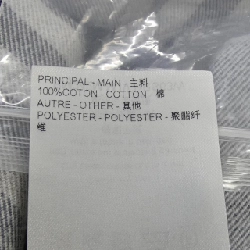 PRINCIPAL - MAIN - 主料
100%COTON COTTON 棉
AUTRE - OTHER - 其他
POLYESTER - POLYESTER - 聚酯纤
维